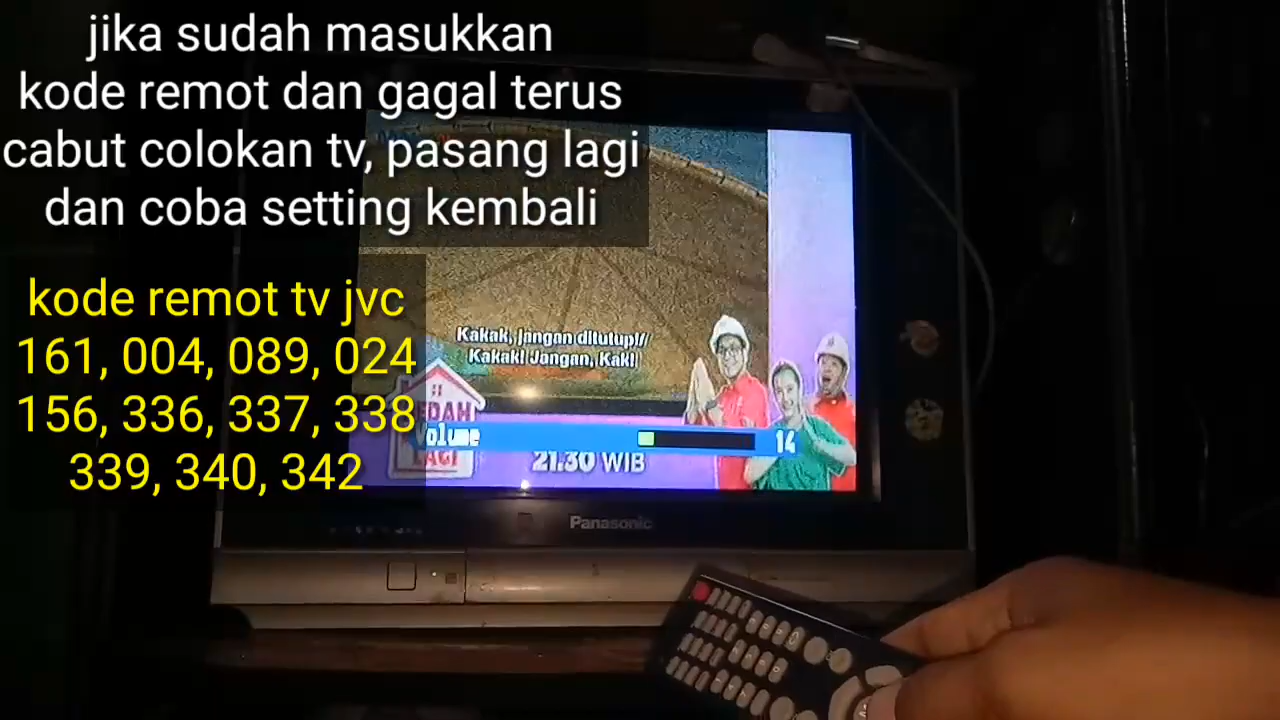 jika sudah masukkan
kode remot dan gagal terus
cabut colokan tv, pasang lagi
dan coba setting kembali
kode remot tv jvc
161, 004, 089, 024
156, 336, 337, 338
339, 340, 342
Kakak, jangan ditutup!//
Kakak! Jangan, Kak!
EDAH
Volume 14
LAGI
21.30 WIB
Panasonic